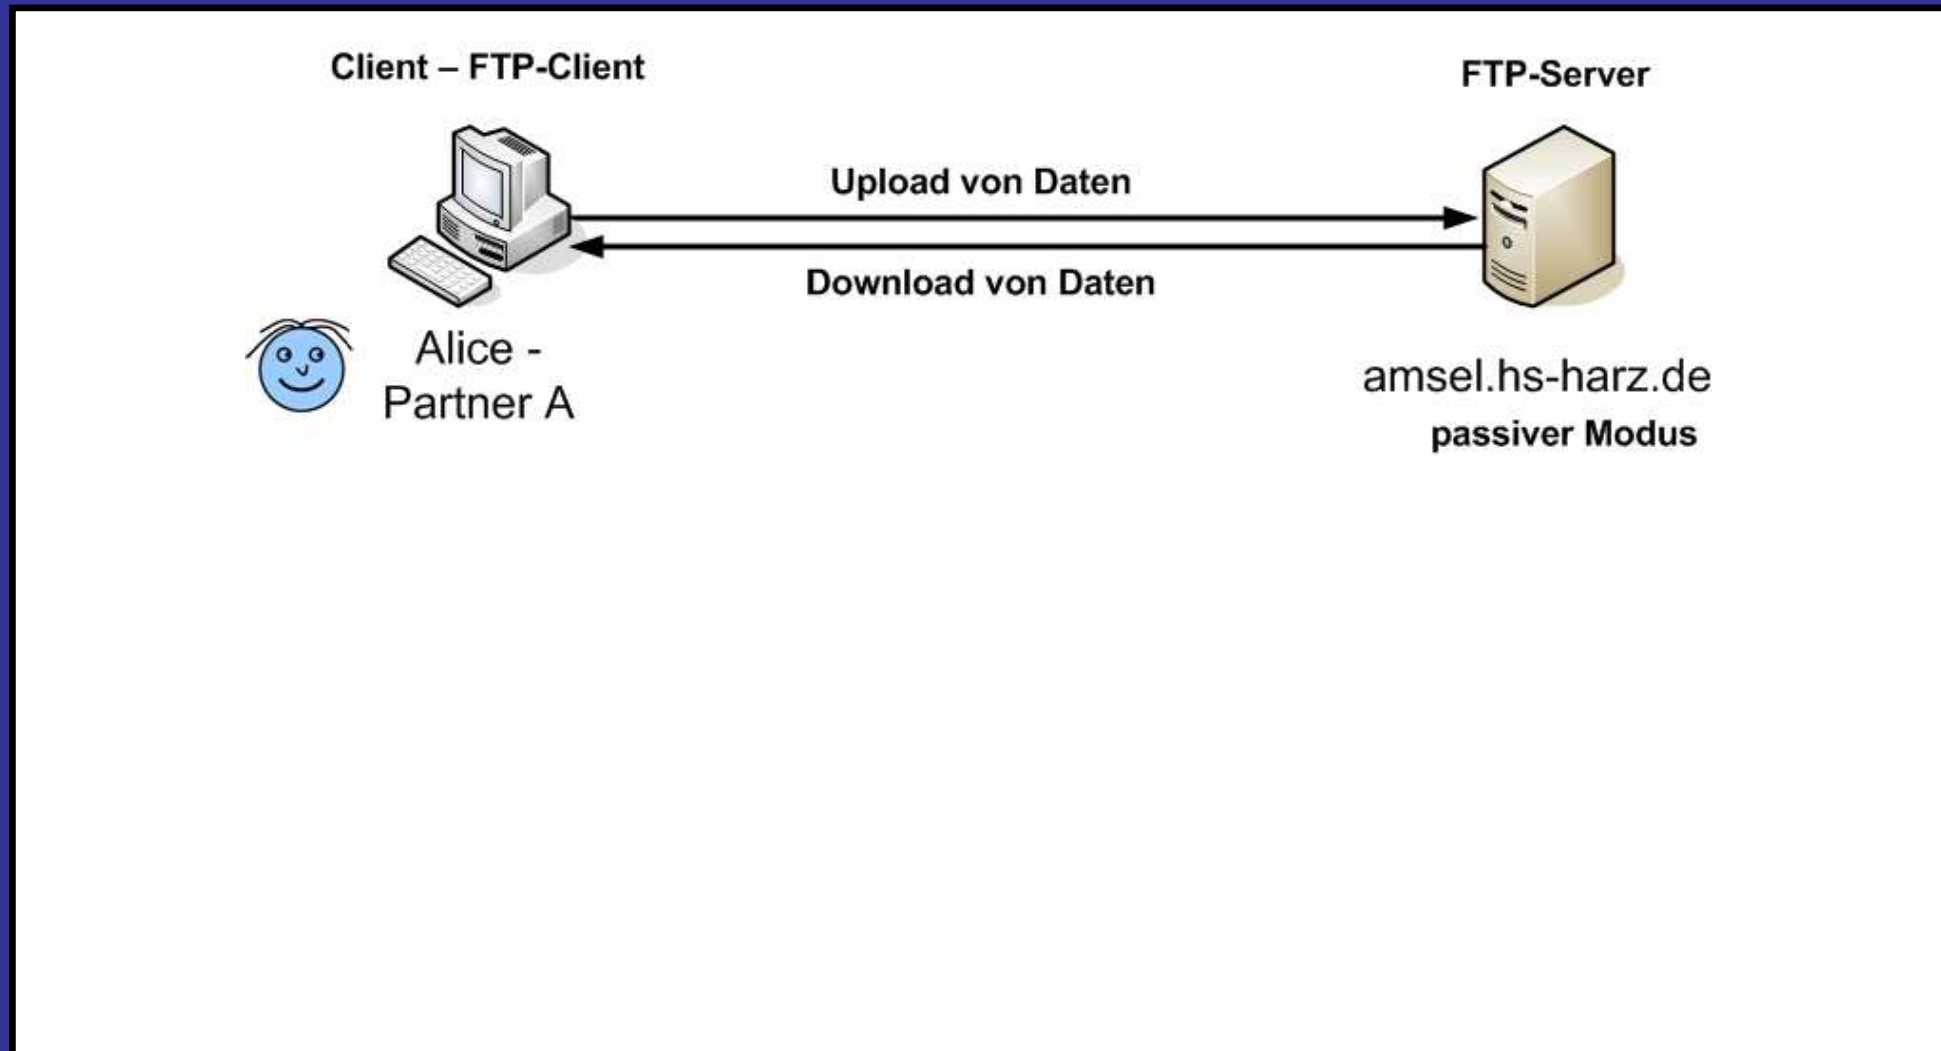 Client – FTP-Client
FTP-Server
Upload von Daten
Download von Daten
Alice -
Partner A
amsel.hs-harz.de
passiver Modus